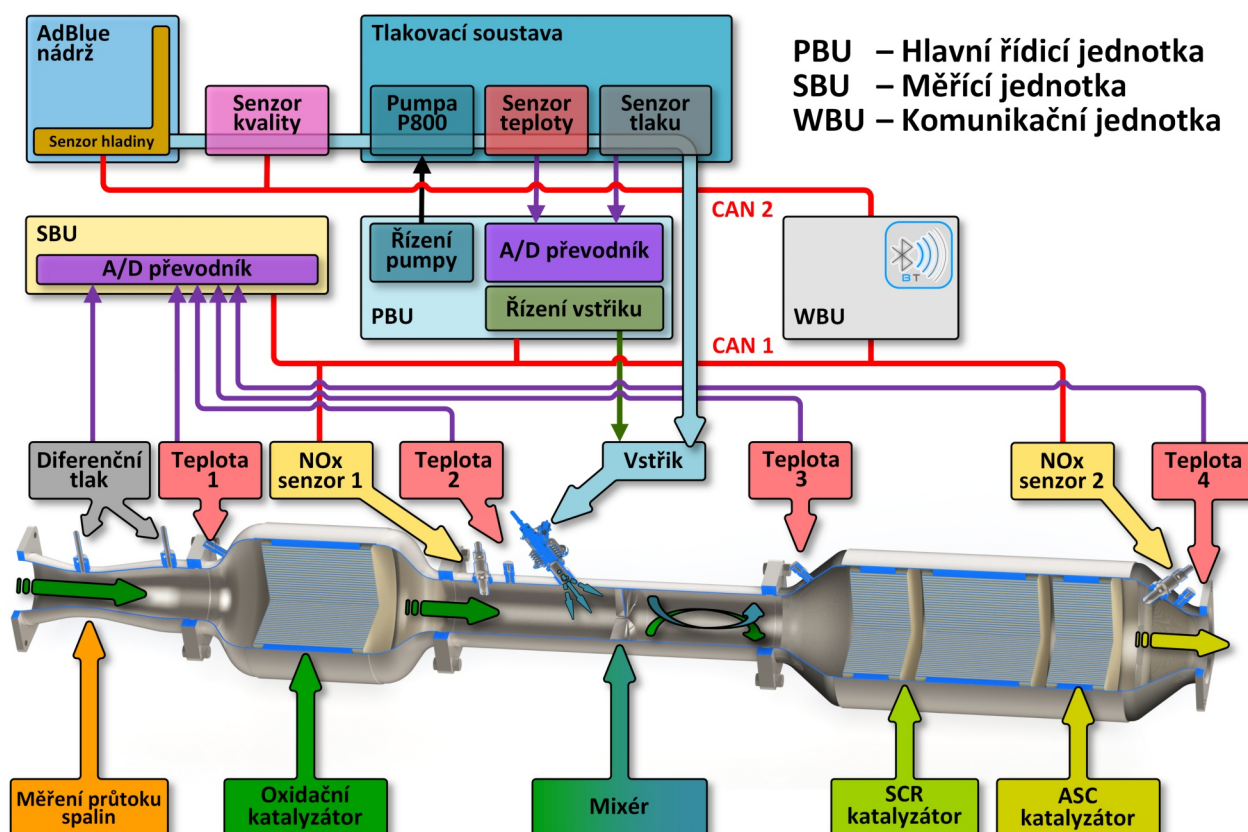 AdBlue
nádrž
Senzor hladiny
Senzor
kvality
Tlakovací soustava
Pumpa
P800
Senzor
teploty
Senzor
tlaku
PBU – Hlavní řídicí jednotka
SBU – Měřící jednotka
WBU – Komunikační jednotka
CAN 2
SBU
A/D převodník
Řízení
pumpy
A/D převodník
Řízení vstřiku
PBU
BT
WBU
CAN 1
Diferenční
tlak
Teplota
1
NOx
senzor 1
Teplota
2
Vstřik
Teplota
3
NOx
senzor 2
Teplota
4
Měření průtoku
spalin
Oxidační
katalyzátor
Mixér
SCR
katalyzátor
ASC
katalyzátor